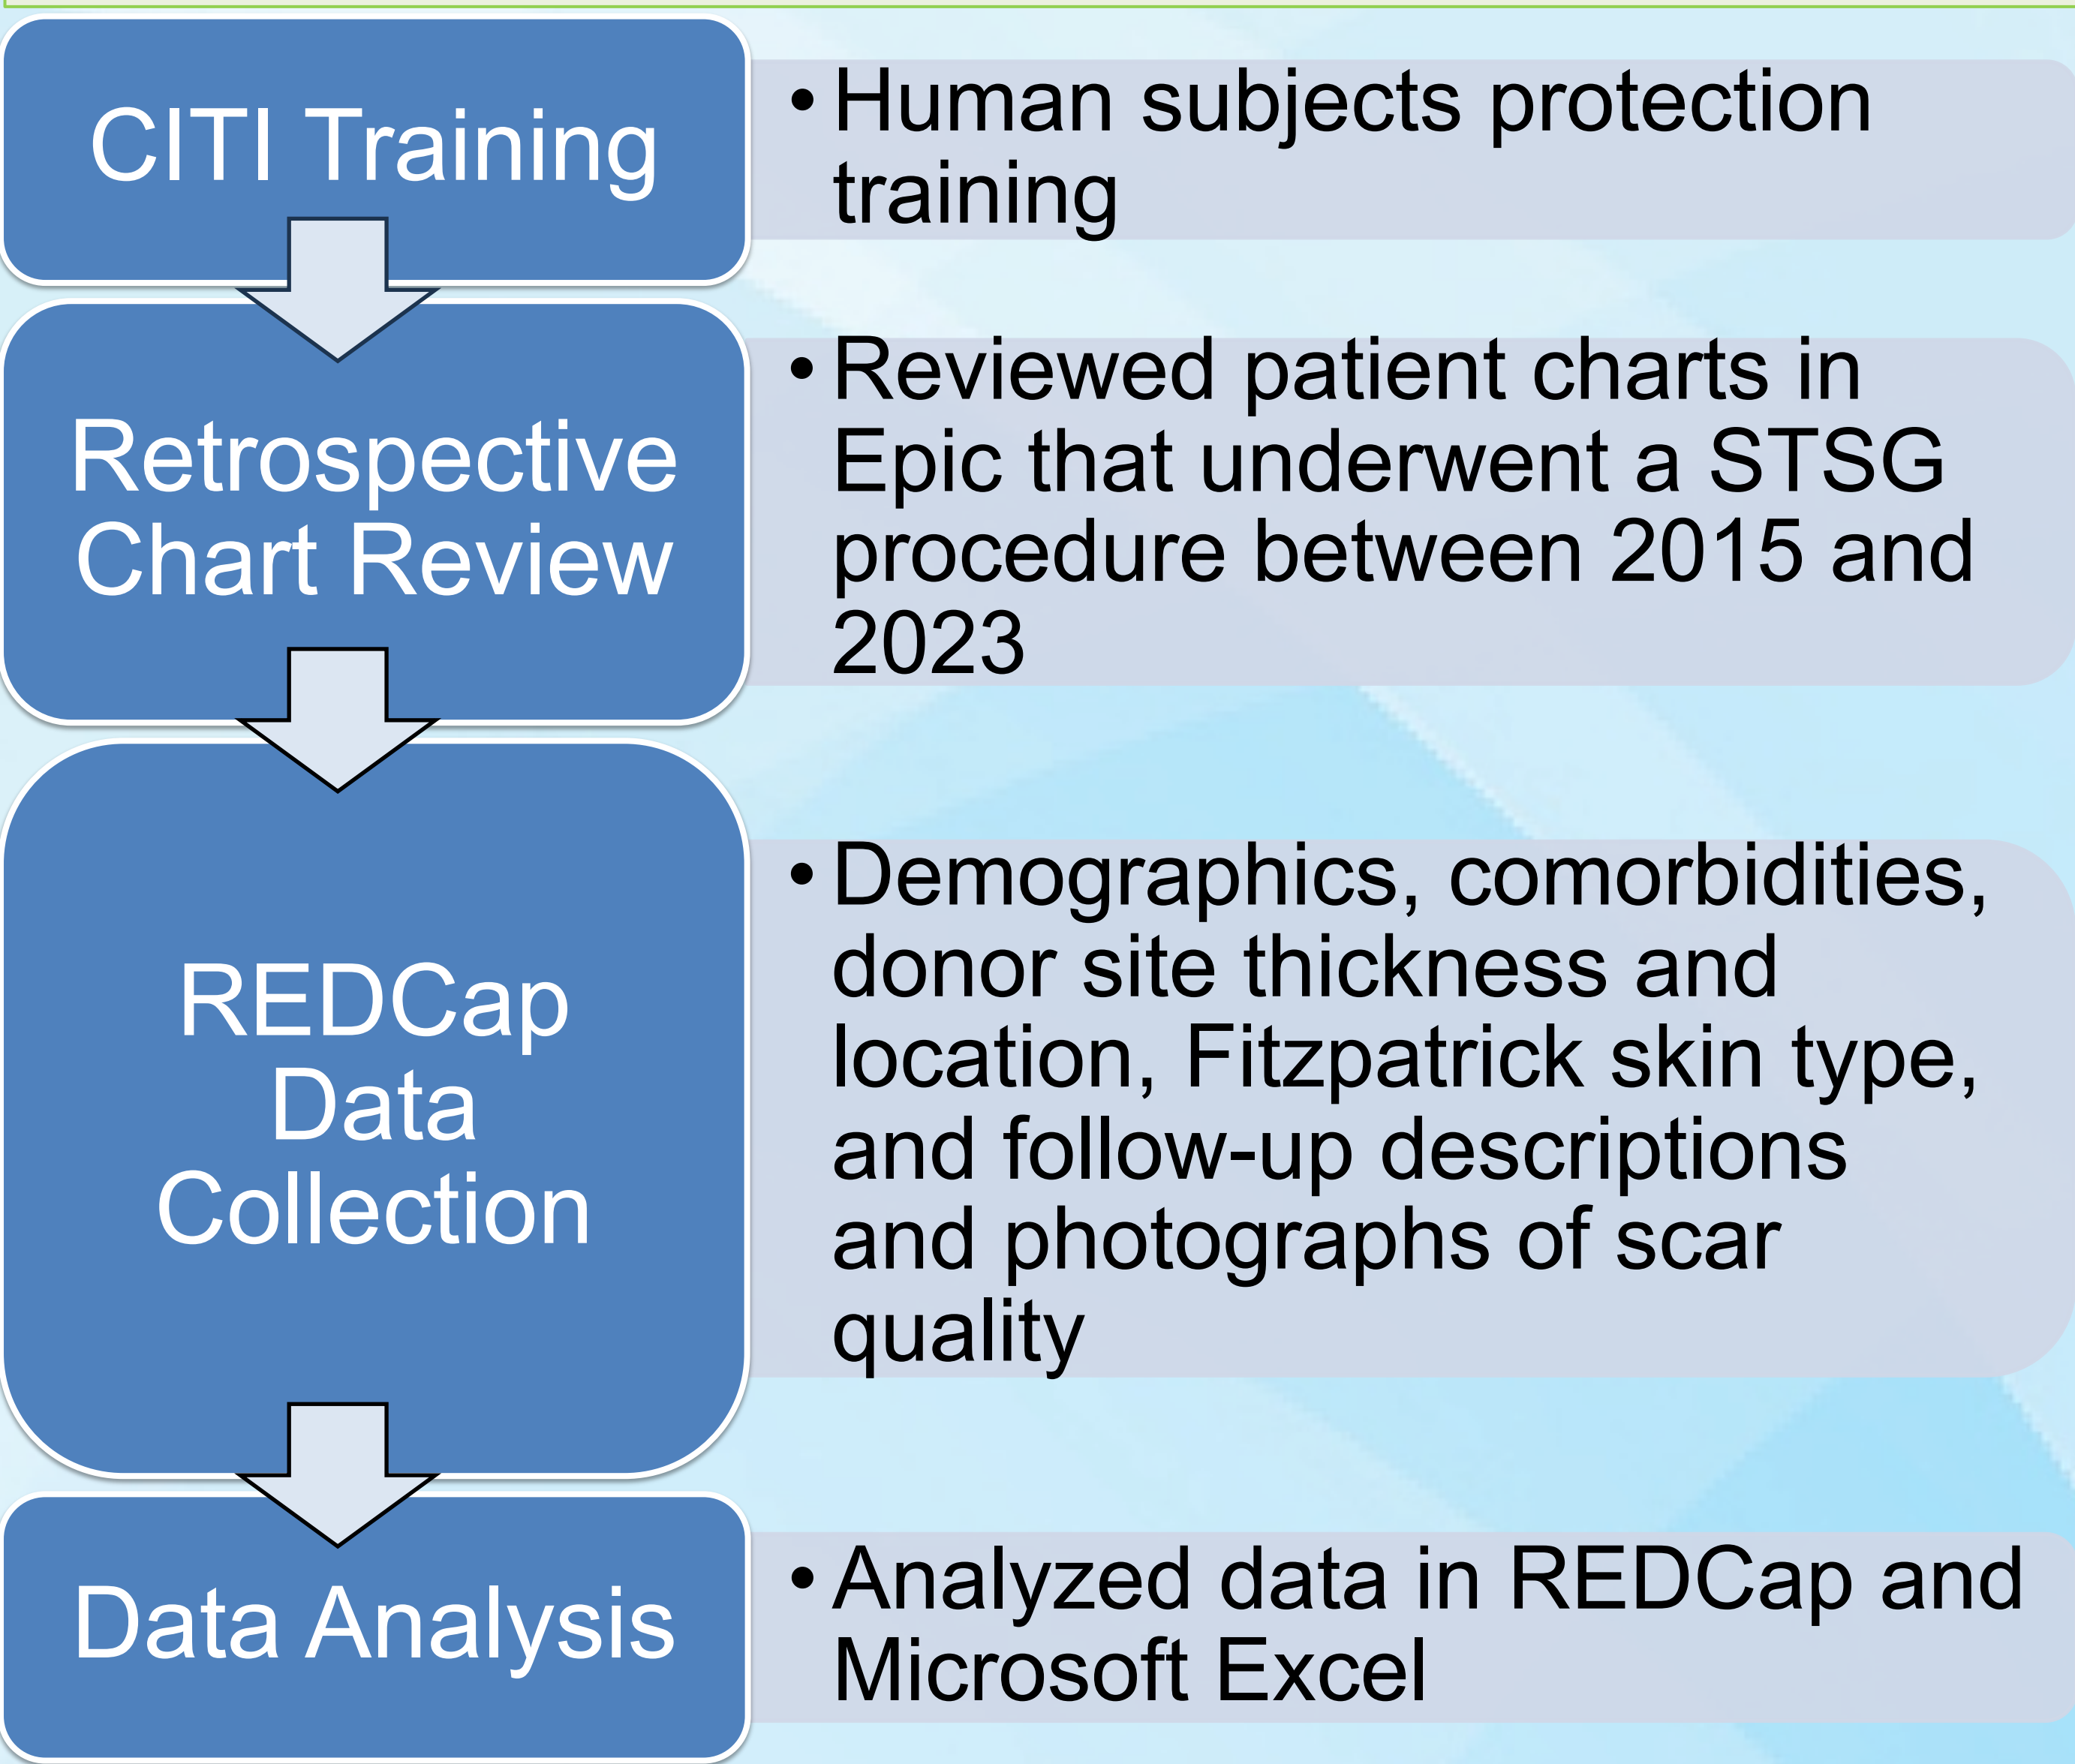 CITI Training
• Human subjects protection
training
Retrospective
Chart Review
• Reviewed patient charts in
Epic that underwent a STSG
procedure between 2015 and
2023
REDCap
Data
Collection
• Demographics, comorbidities,
donor site thickness and
location, Fitzpatrick skin type,
and follow-up descriptions
and photographs of scar
quality
Data Analysis
• Analyzed data in REDCap and
Microsoft Excel